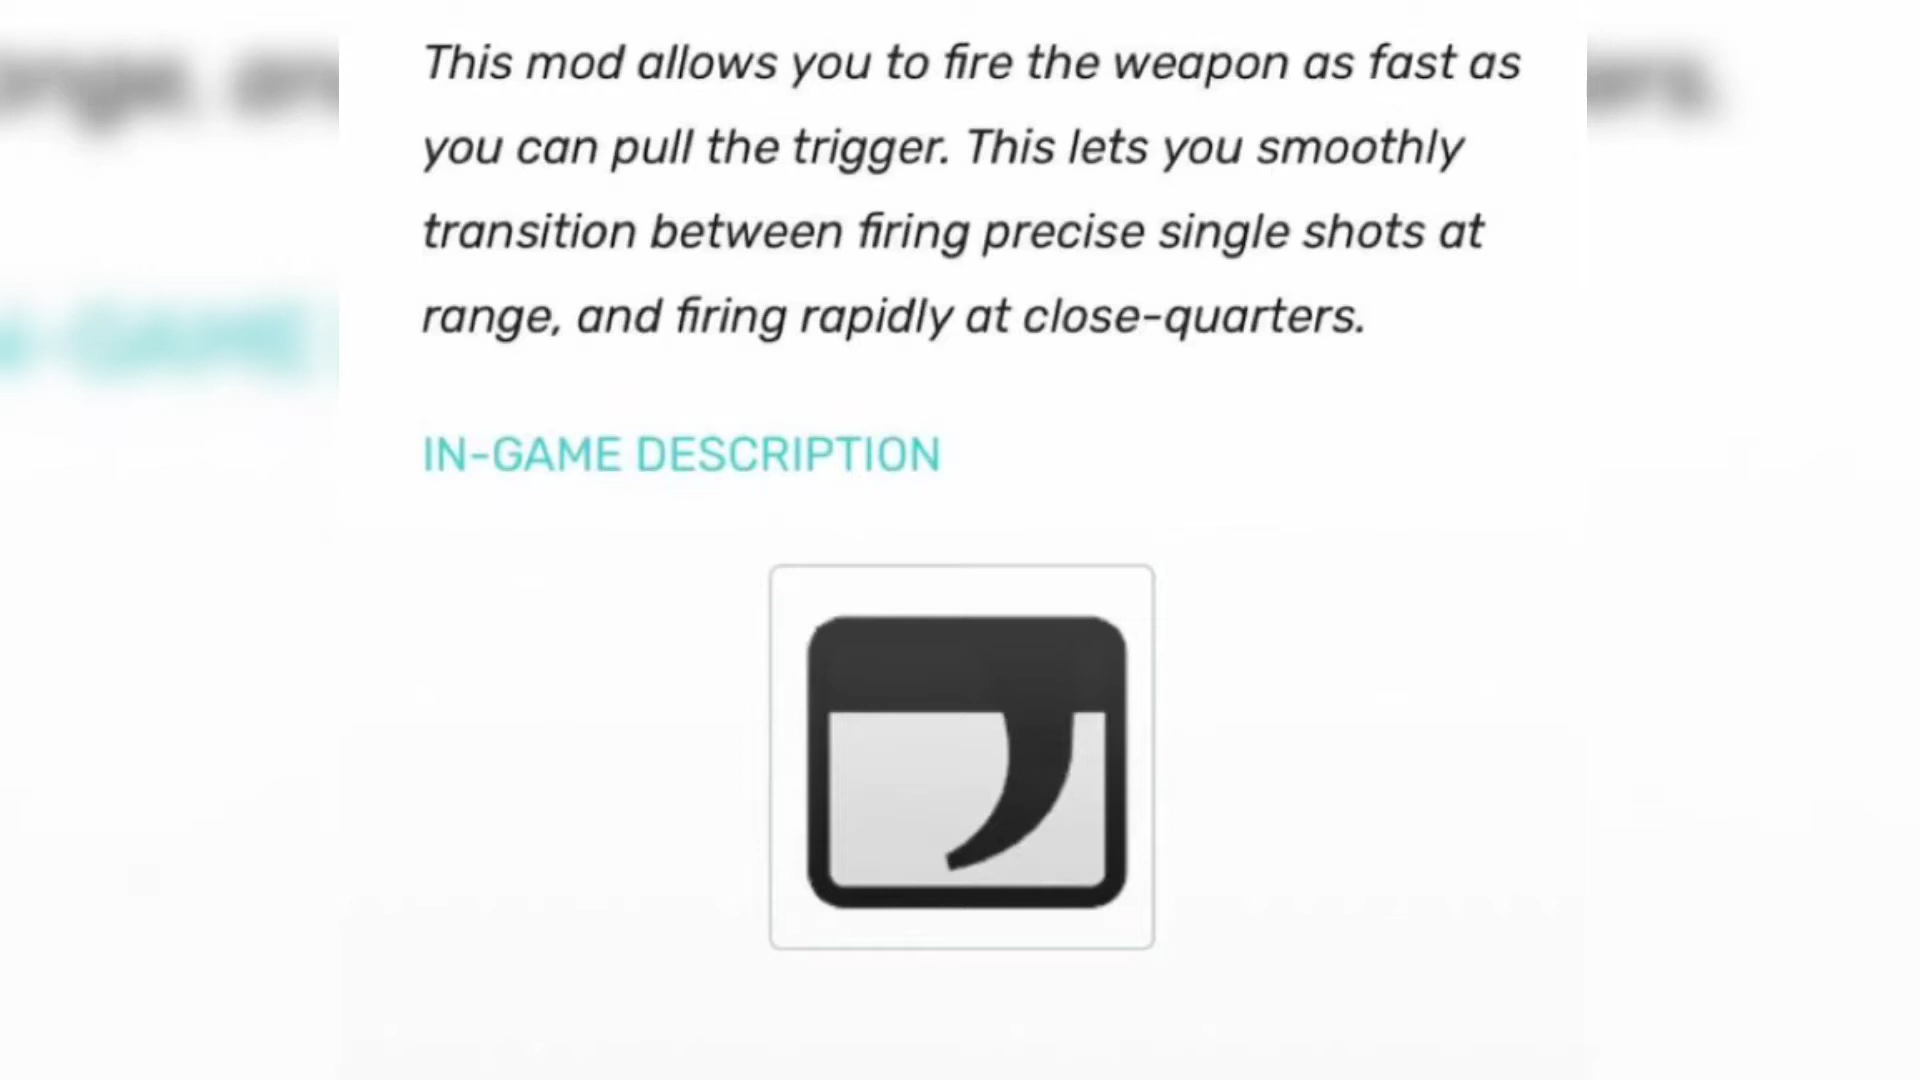 This mod allows you to fire the weapon as fast as
you can pull the trigger. This lets you smoothly
transition between firing precise single shots at
range, and firing rapidly at close-quarters.
IN-GAME DESCRIPTION